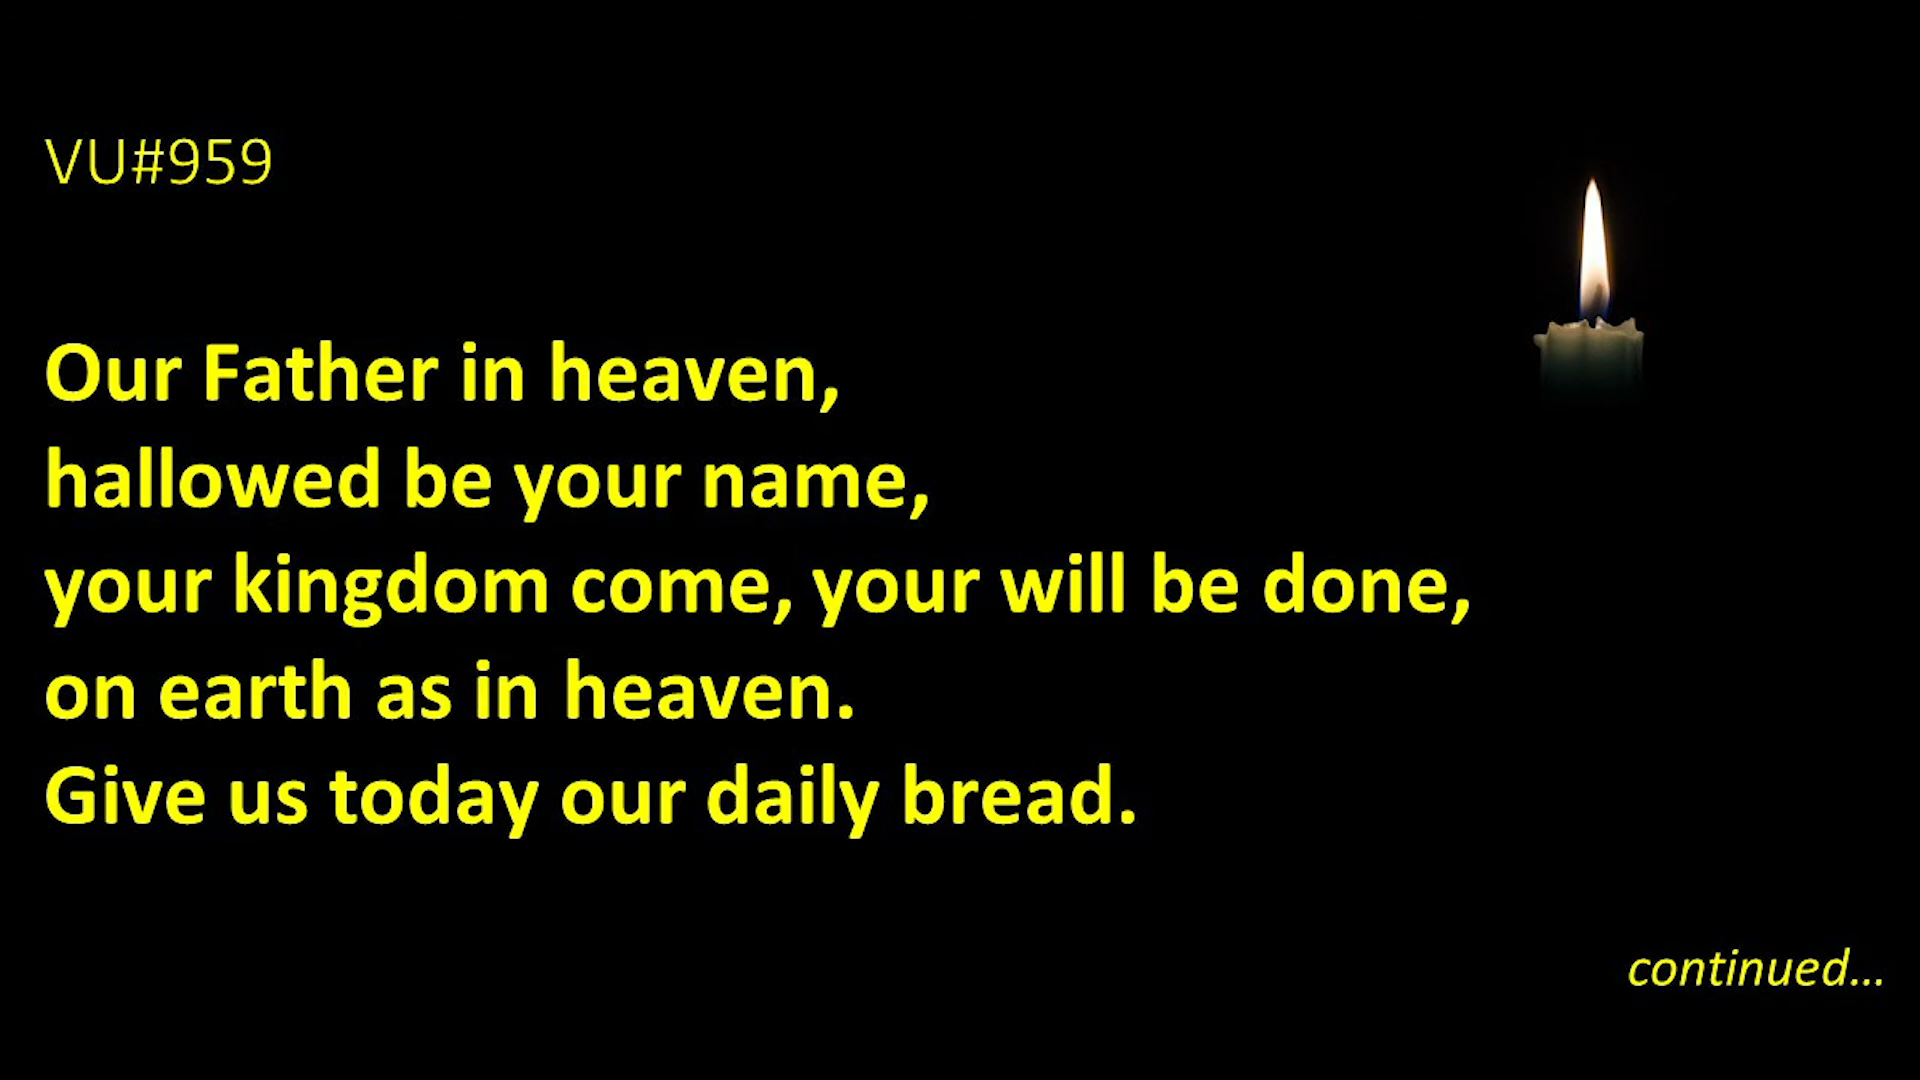 VU#959
Our Father in heaven,
hallowed be your name,
your kingdom come, your will be done,
on earth as in heaven.
Give us today our daily bread.
continued...